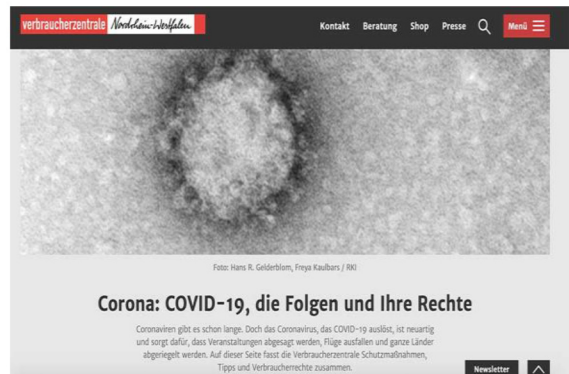 verbraucherzentrale Nordrhein-Westfalen
Kontakt Beratung Shop Presse Menü
Foto: Hans R. Gelderblom, Freya Kaulbars / RKI
Corona: COVID-19, die Folgen und Ihre Rechte
Coronaviren gibt es schon lange. Doch das Coronavirus, das COVID-19 auslöst, ist neuartig
und sorgt dafür, dass Veranstaltungen abgesagt werden, Flüge ausfallen und ganze Länder
abgeriegelt werden. Auf dieser Seite fasst die Verbraucherzentrale Schutzmaßnahmen,
Tipps und Verbraucherrechte zusammen.
Newsletter